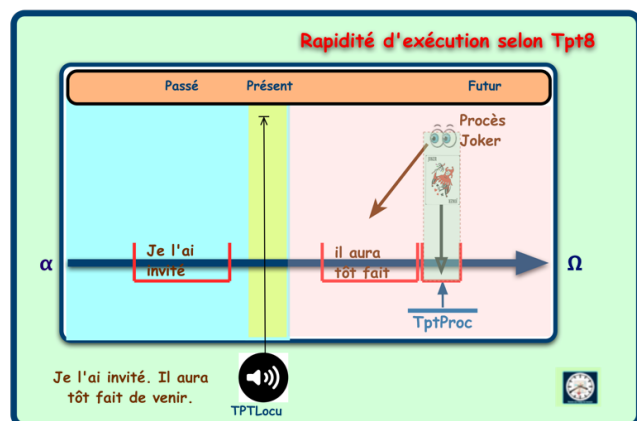 Rapidité d'exécution selon Tpt8
Passé Présent Futur
Procès
Joker
Je l'ai
invité
il aura
tôt fait
α
Ω
TptProc
Je l'ai invité. Il aura
tôt fait de venir.
TPTLocu